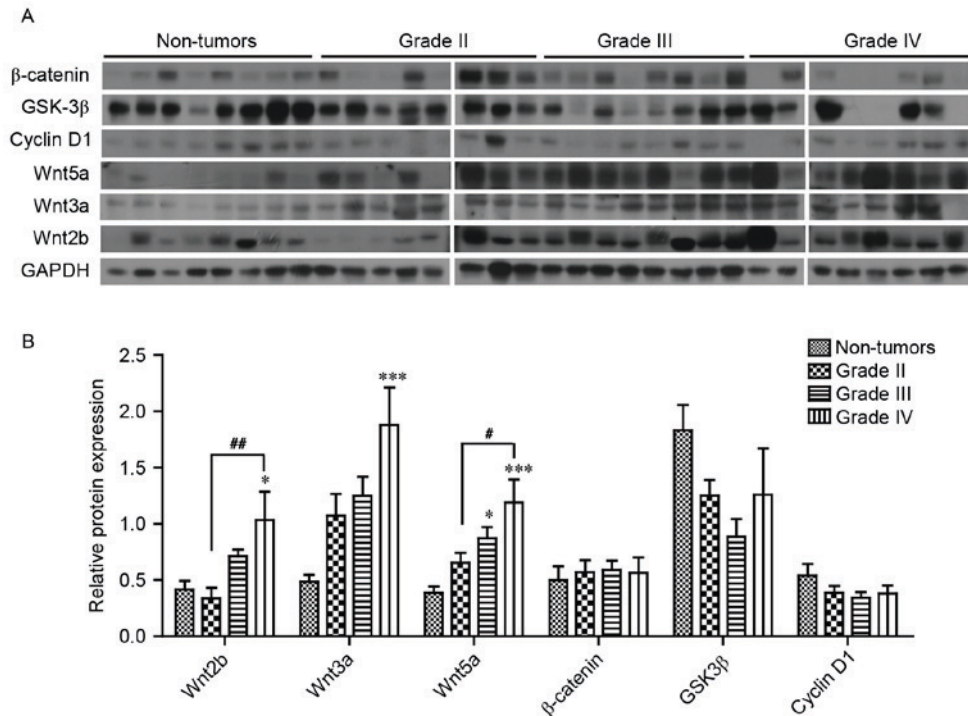 A
Non-tumors Grade II Grade III Grade IV
β-catenin
GSK-3β
Cyclin D1
Wnt5a
Wnt3a
Wnt2b
GAPDH
B
Relative protein expression
2.5
2.0
1.5
1.0
0.5
0.0
Non-tumors
Grade II
Grade III
Grade IV
##
*
***
#
*
***
Wnt2b Wnt3a Wnt5a β-catenin GSK3β Cyclin D1